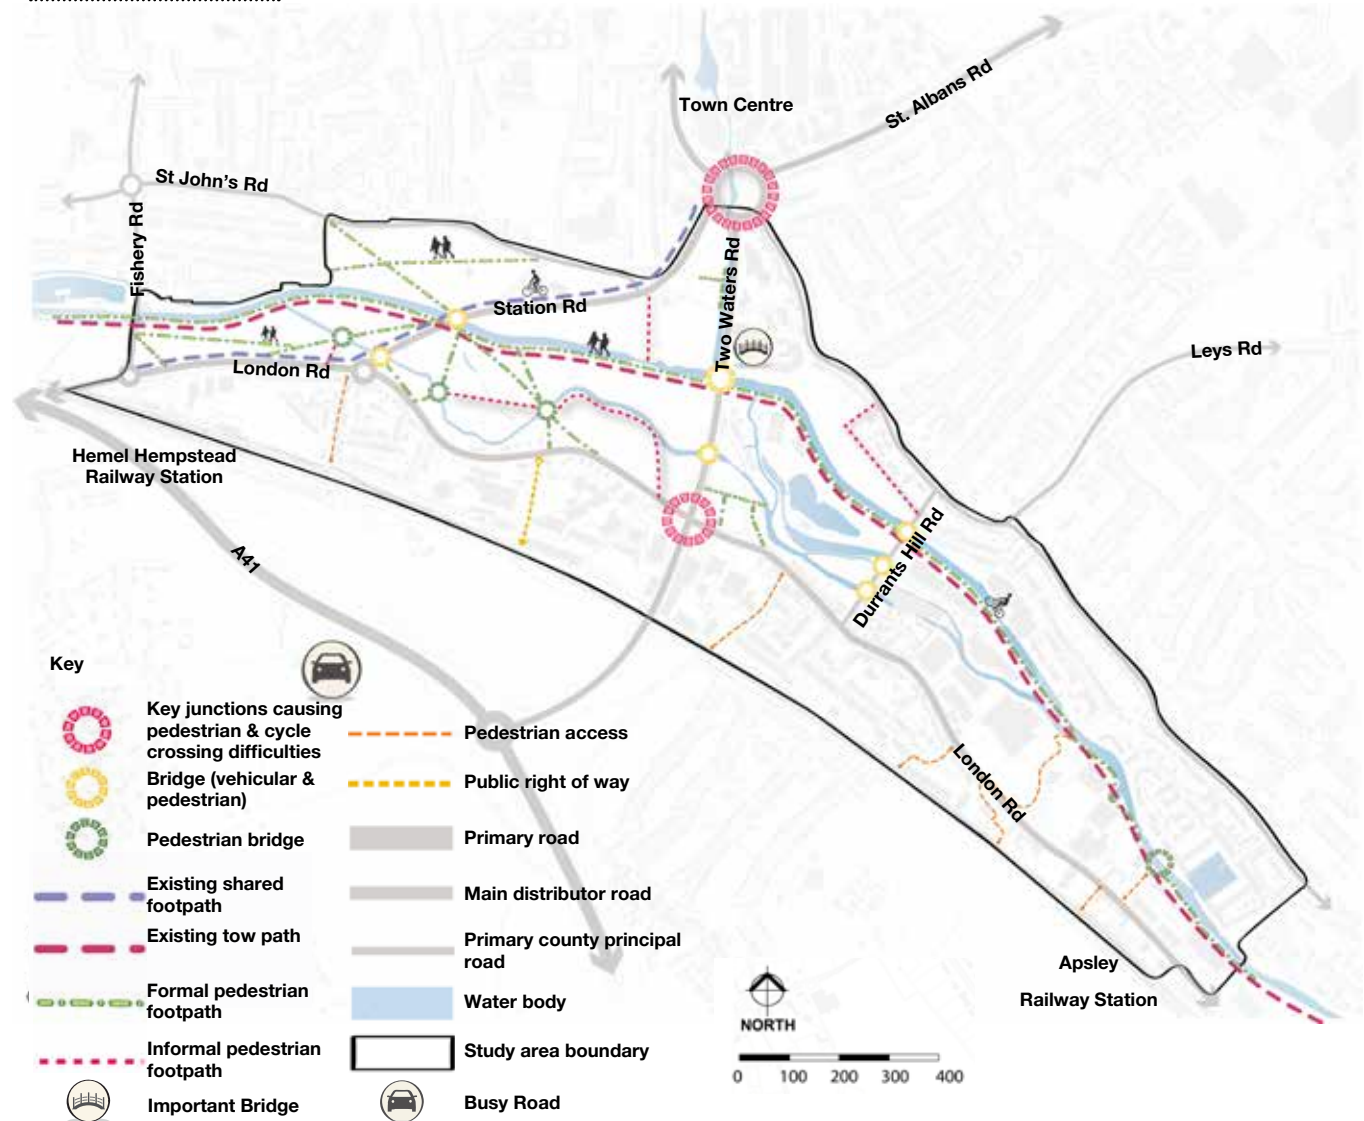 Town Centre
St. Albans Rd
St John's Rd
Fishery Rd
Two Waters Rd
Station Rd
Leys Rd
London Rd
Hemel Hempstead
Railway Station
A41
Durrants Hill Rd
London Rd
Apsley
Railway Station
NORTH
0 100 200 300 400
Key
Key junctions causing
pedestrian & cycle
crossing difficulties
Bridge (vehicular &
pedestrian)
Pedestrian bridge
Existing shared
footpath
Existing tow path
Formal pedestrian
footpath
Informal pedestrian
footpath
Important Bridge
Pedestrian access
Public right of way
Primary road
Main distributor road
Primary county principal
road
Water body
Study area boundary
Busy Road